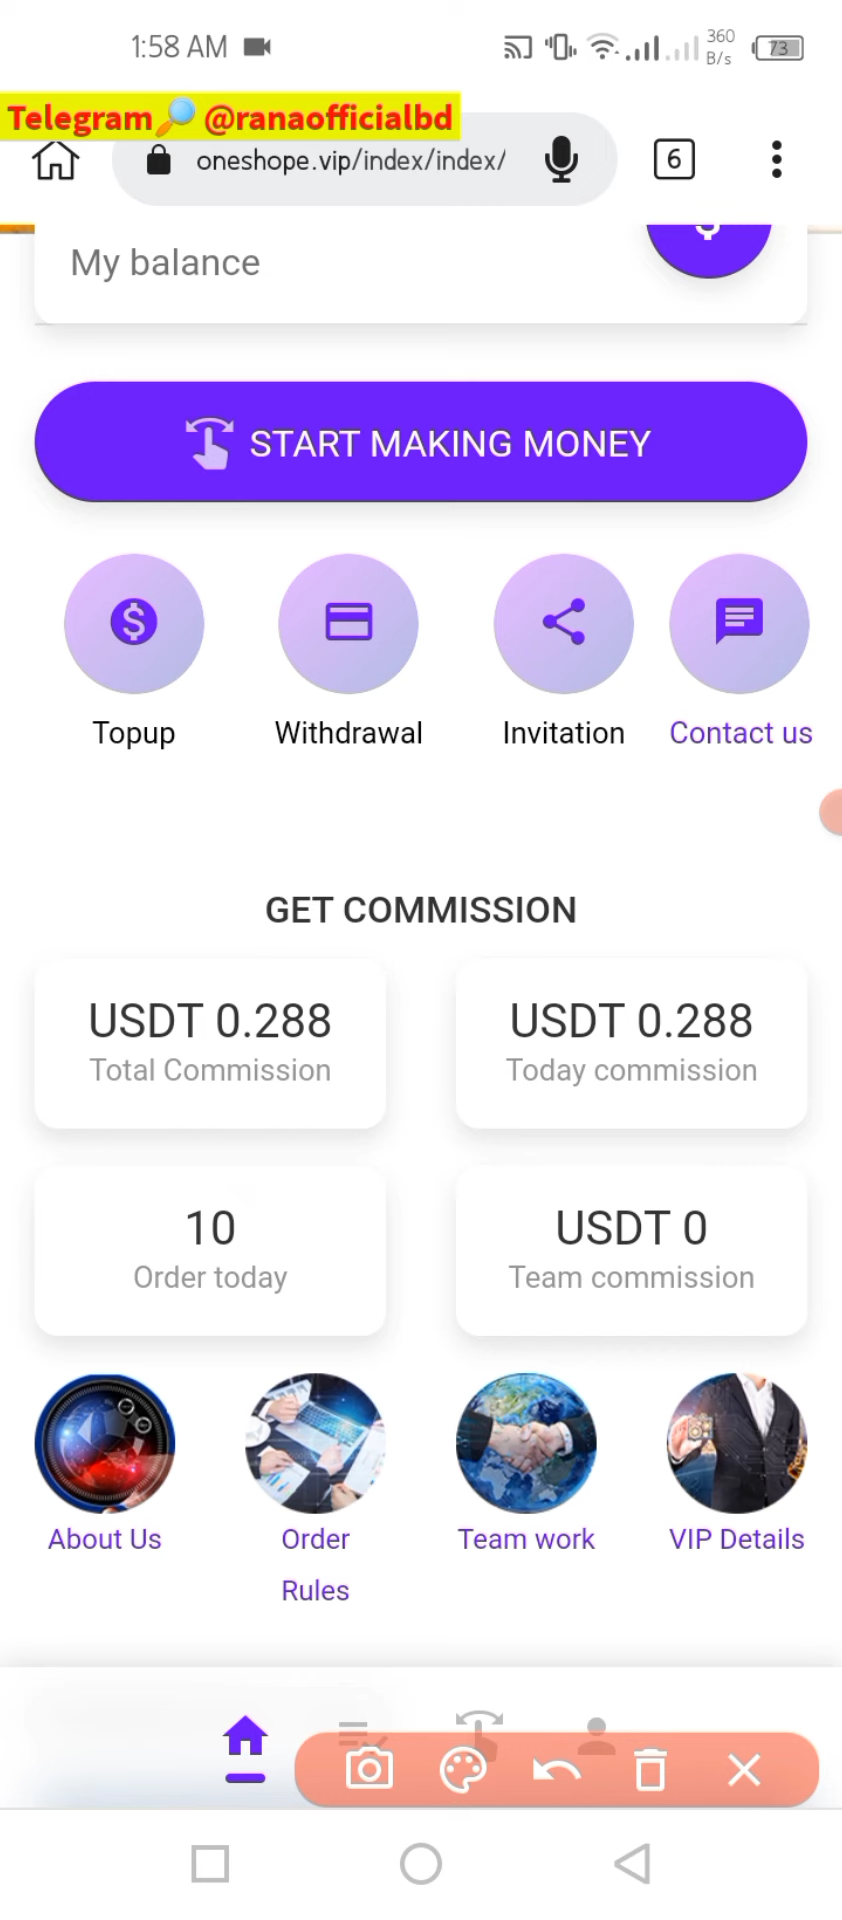 1:58 AM
360
B/s
73
Telegram🔎 @ranaofficialbd
oneshope.vip/index/index/
6
$
My balance
START MAKING MONEY
$
Topup
Withdrawal
Invitation
Contact us
GET COMMISSION
USDT 0.288
Total Commission
USDT 0.288
Today commission
10
Order today
USDT 0
Team commission
About Us
Order
Rules
Team work
VIP Details